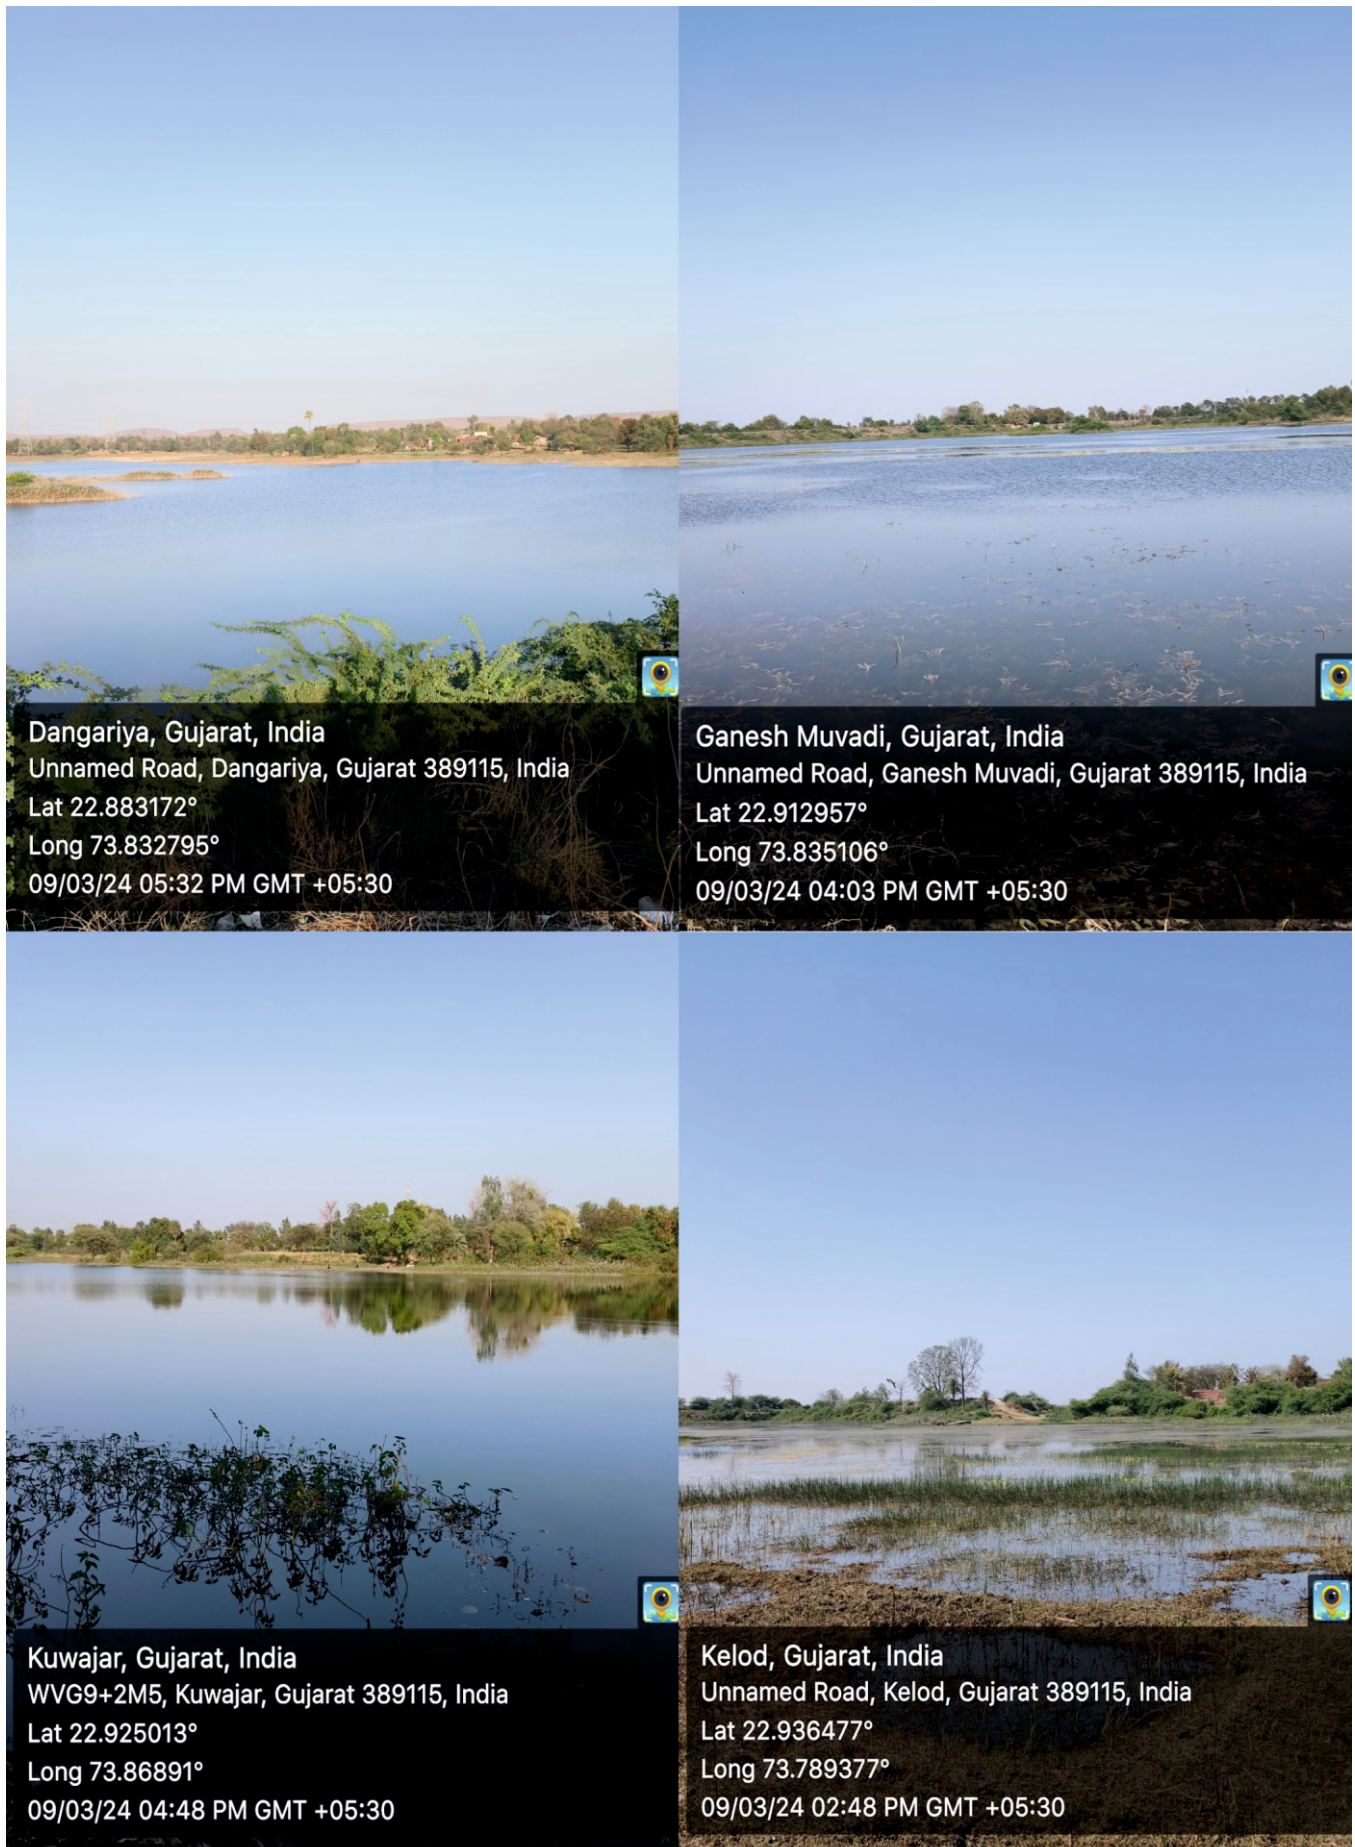 Dangariya, Gujarat, India
Unnamed Road, Dangariya, Gujarat 389115, India
Lat 22.883172°
Long 73.832795°
09/03/24 05:32 PM GMT +05:30
Ganesh Muvadi, Gujarat, India
Unnamed Road, Ganesh Muvadi, Gujarat 389115, India
Lat 22.912957°
Long 73.835106°
09/03/24 04:03 PM GMT +05:30
Kuwajar, Gujarat, India
WVG9+2M5, Kuwajar, Gujarat 389115, India
Lat 22.925013°
Long 73.86891°
09/03/24 04:48 PM GMT +05:30
Kelod, Gujarat, India
Unnamed Road, Kelod, Gujarat 389115, India
Lat 22.936477°
Long 73.789377°
09/03/24 02:48 PM GMT +05:30